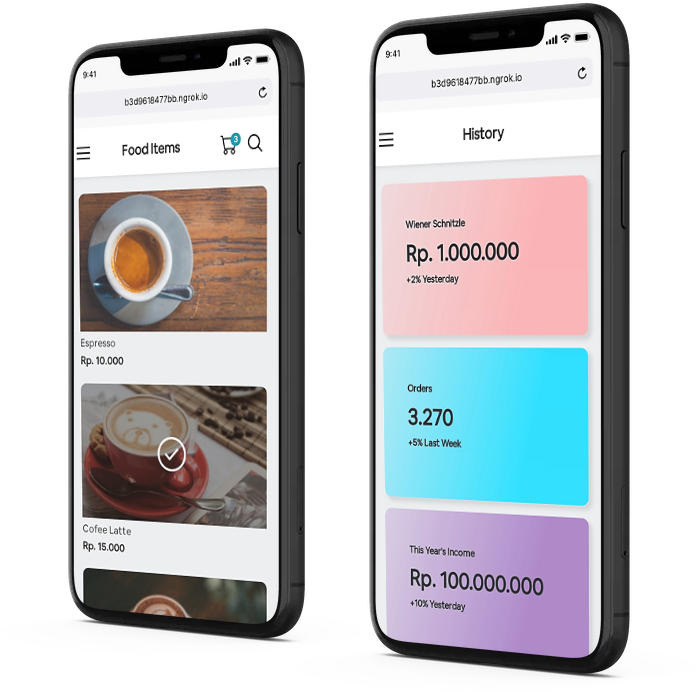 9:41
b3d9618477bb.ngrok.io
Food Items
3
Espresso
Rp. 10.000
Cofee Latte
Rp. 15.000
9:41
b3d9618477bb.ngrok.io
History
Wiener Schnitzle
Rp. 1.000.000
+2% Yesterday
Orders
3.270
+5% Last Week
This Year's Income
Rp. 100.000.000
+10% Yesterday